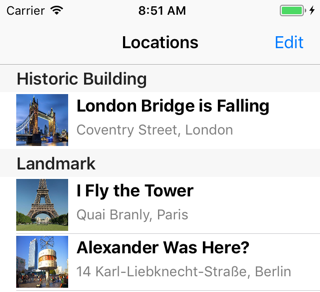 Carrier 8:51 AM
Locations Edit
Historic Building
London Bridge is Falling
Coventry Street, London
Landmark
I Fly the Tower
Quai Branly, Paris
Alexander Was Here?
14 Karl-Liebknecht-Straße, Berlin